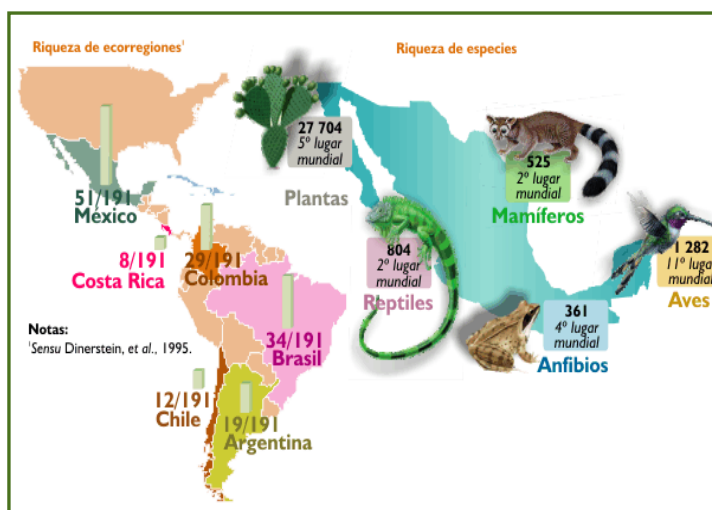 Riqueza de ecorregiones¹
51/191
México
8/191
Costa Rica
29/191
Colombia
34/191
Brasil
12/191
Chile
19/191
Argentina
Notas:
¹Sensu Dinerstein, et al., 1995.
Riqueza de especies
27 704
5º lugar
mundial
Plantas
525
2º lugar
mundial
Mamíferos
804
2º lugar
mundial
Reptiles
1 282
11º lugar
mundial
Aves
361
4º lugar
mundial
Anfibios